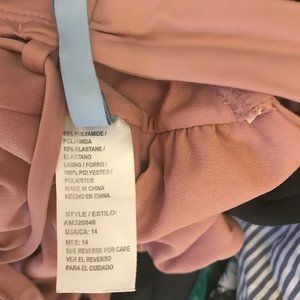 85% POLYAMIDE /
POLIAMIDA
15% ELASTANE /
ELASTANO
LINING / FORRO /
100% POLYESTER /
POLIESTER
MADE IN CHINA
HECHO EN CHINA
STYLE / ESTILO:
AM320848
USA/CA: 14
MEX: 14
SEE REVERSE FOR CARE
VER EL REVERSO
PARA EL CUIDADO